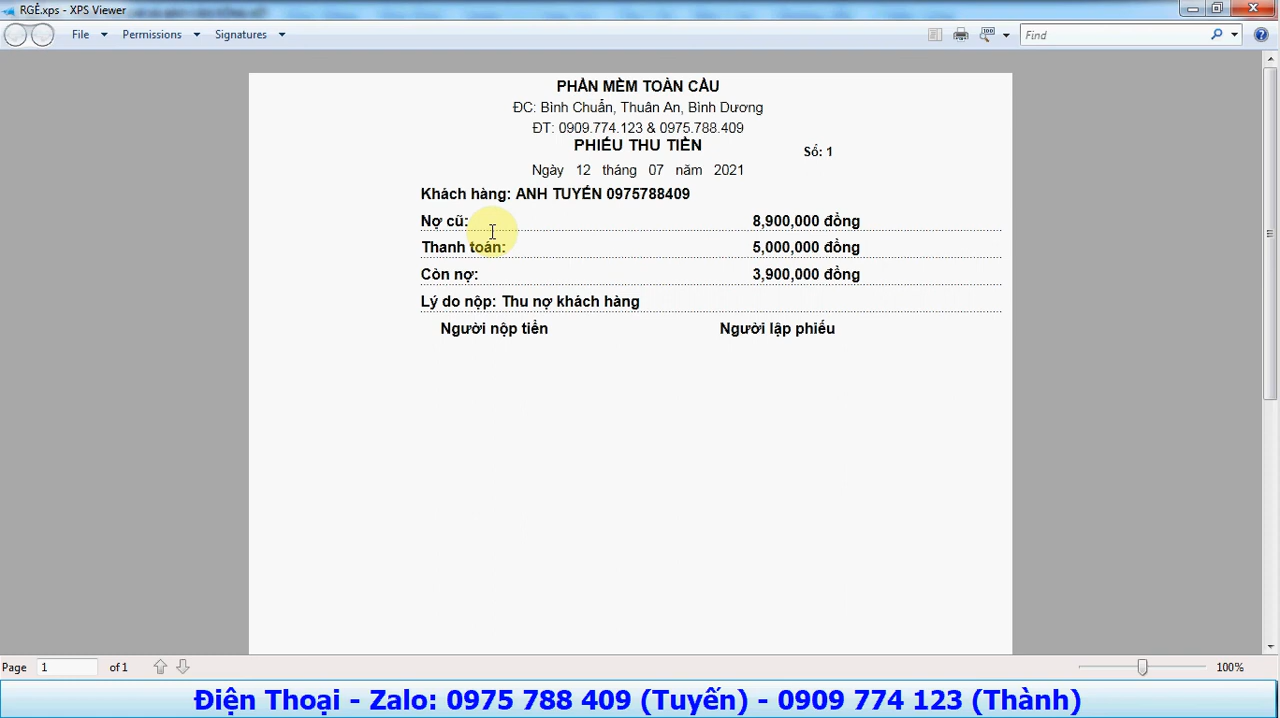 RGẺ.xps - XPS Viewer
File Permissions Signatures Find
PHẦN MỀM TOÀN CẦU
ĐC: Bình Chuẩn, Thuân An, Bình Dương
ĐT: 0909.774.123 & 0975.788.409
PHIẾU THU TIỀN
Số: 1
Ngày 12 tháng 07 năm 2021
Khách hàng: ANH TUYẾN 0975788409
Nợ cũ: 8,900,000 đồng
Thanh toán: 5,000,000 đồng
Còn nợ: 3,900,000 đồng
Lý do nộp: Thu nợ khách hàng
Người nộp tiền Người lập phiếu
Page 1 of 1 100%
Điện Thoại - Zalo: 0975 788 409 (Tuyến) - 0909 774 123 (Thành)